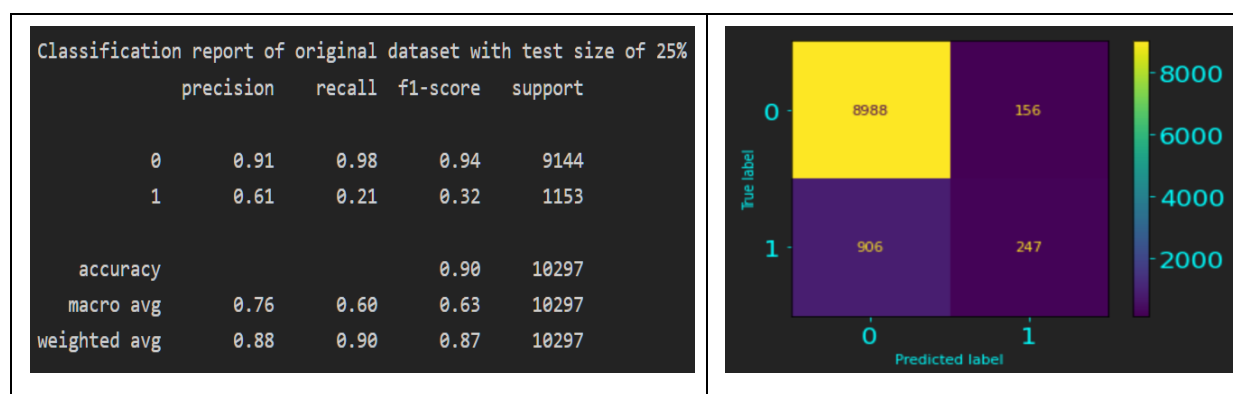 Classification report of original dataset with test size of 25%
precision recall f1-score support
0 0.91 0.98 0.94 9144
1 0.61 0.21 0.32 1153
accuracy 0.90 10297
macro avg 0.76 0.60 0.63 10297
weighted avg 0.88 0.90 0.87 10297
True label
0
8988 156
1
906 247
0 1
Predicted label
8000
6000
4000
2000